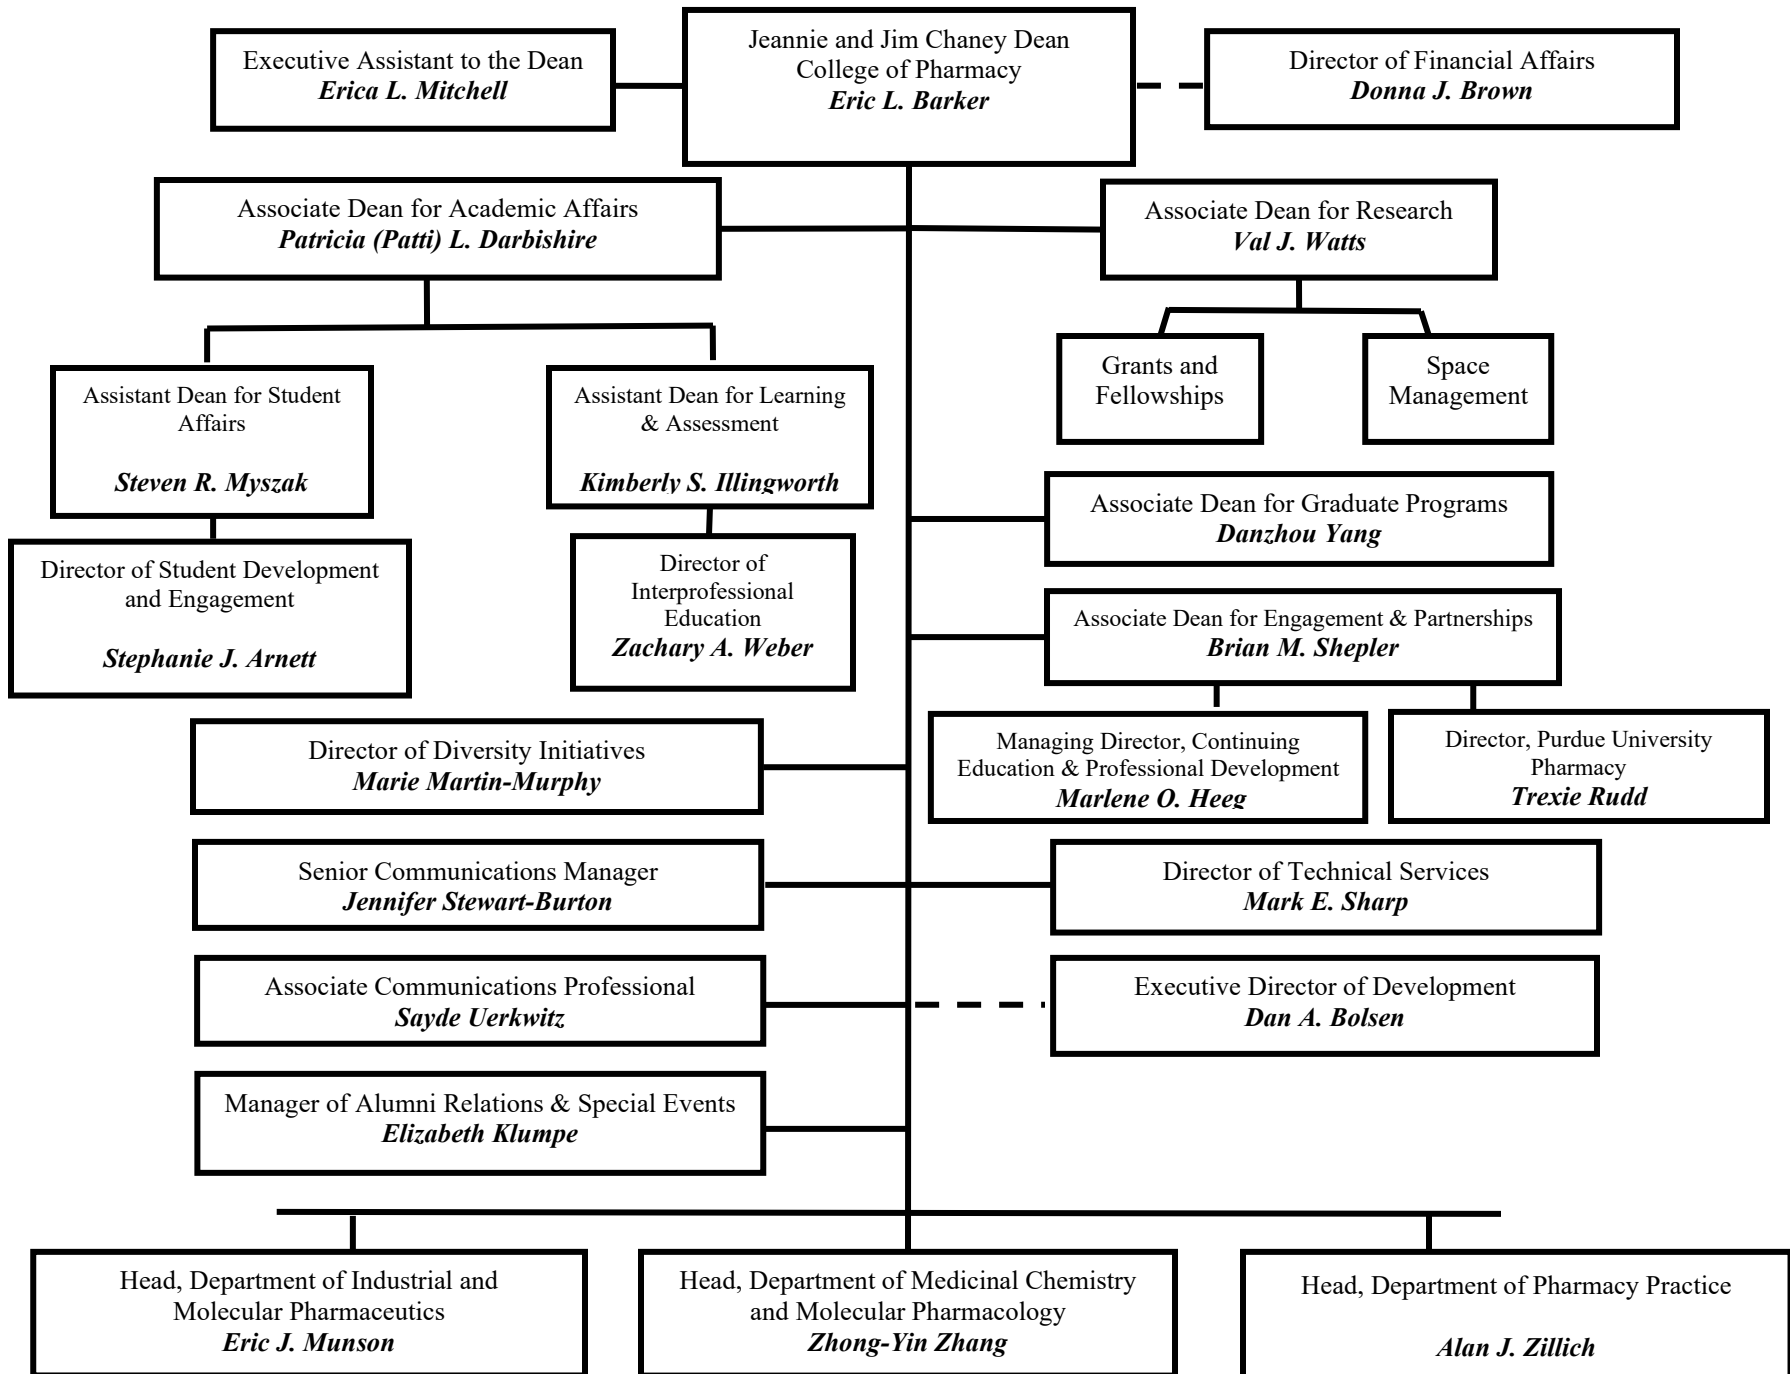 Executive Assistant to the Dean
Erica L. Mitchell
Jeannie and Jim Chaney Dean
College of Pharmacy
Eric L. Barker
Director of Financial Affairs
Donna J. Brown
Associate Dean for Academic Affairs
Patricia (Patti) L. Darbishire
Associate Dean for Research
Val J. Watts
Grants and
Fellowships
Space
Management
Assistant Dean for Student
Affairs
Steven R. Myszak
Assistant Dean for Learning
& Assessment
Kimberly S. Illingworth
Director of Student Development
and Engagement
Stephanie J. Arnett
Director of
Interprofessional
Education
Zachary A. Weber
Associate Dean for Graduate Programs
Danzhou Yang
Associate Dean for Engagement & Partnerships
Brian M. Shepler
Managing Director, Continuing
Education & Professional Development
Marlene O. Heeg
Director, Purdue University
Pharmacy
Trexie Rudd
Director of Diversity Initiatives
Marie Martin-Murphy
Senior Communications Manager
Jennifer Stewart-Burton
Director of Technical Services
Mark E. Sharp
Associate Communications Professional
Sayde Uerkwitz
Executive Director of Development
Dan A. Bolsen
Manager of Alumni Relations & Special Events
Elizabeth Klumpe
Head, Department of Industrial and
Molecular Pharmaceutics
Eric J. Munson
Head, Department of Medicinal Chemistry
and Molecular Pharmacology
Zhong-Yin Zhang
Head, Department of Pharmacy Practice
Alan J. Zillich